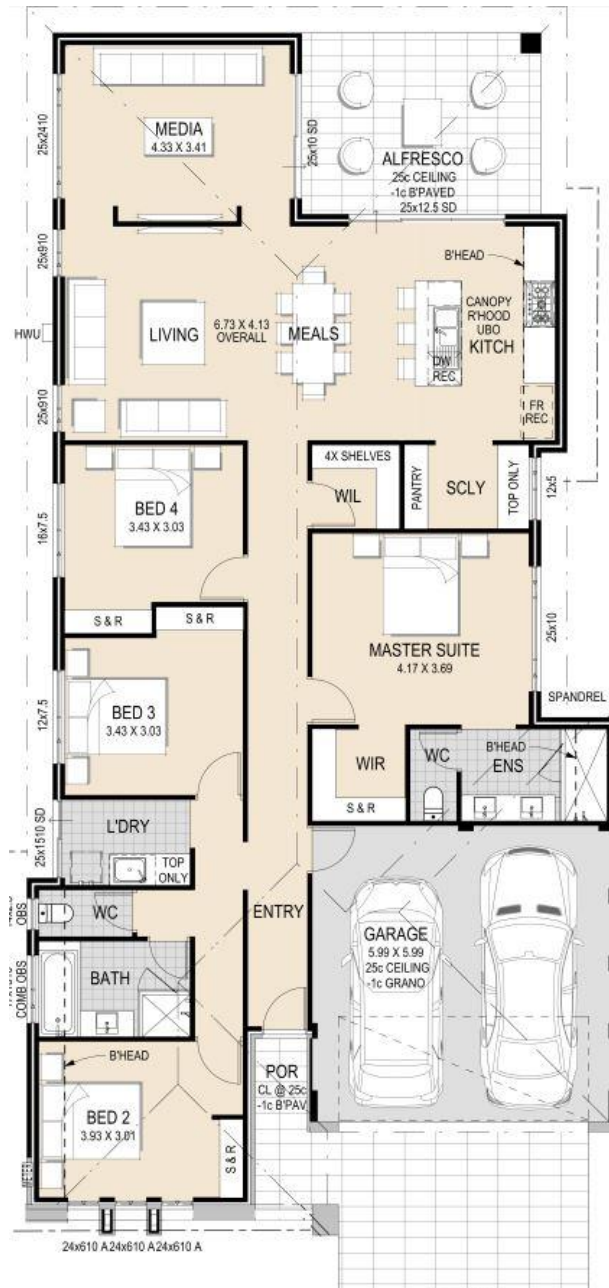 MEDIA
4.33 X 3.41
25x2410
25x10 SD
ALFRESCO
25c CEILING
-1c B'PAVED
25x12.5 SD
25x910
B'HEAD
HWU
LIVING
6.73 X 4.13
OVERALL
MEALS
CANOPY
R'HOOD
UBO
KITCH
DW
REC
FR
REC
25x910
4X SHELVES
WIL
PANTRY
SCLY
TOP ONLY
12x5
BED 4
3.43 X 3.03
16x7.5
S & R
S & R
MASTER SUITE
4.17 X 3.69
25x10
SPANDREL
BED 3
3.43 X 3.03
12x7.5
WIR
S & R
WC
B'HEAD
ENS
L'DRY
TOP
ONLY
25x1510 SD
WC
OBS
ENTRY
GARAGE
5.99 X 5.99
25c CEILING
-1c GRANO
BATH
COMB OBS
B'HEAD
POR
CL @ 25c
-1c B'PAV
BED 2
3.93 X 3.01
S & R
METER
24x610 A
24x610 A
24x610 A